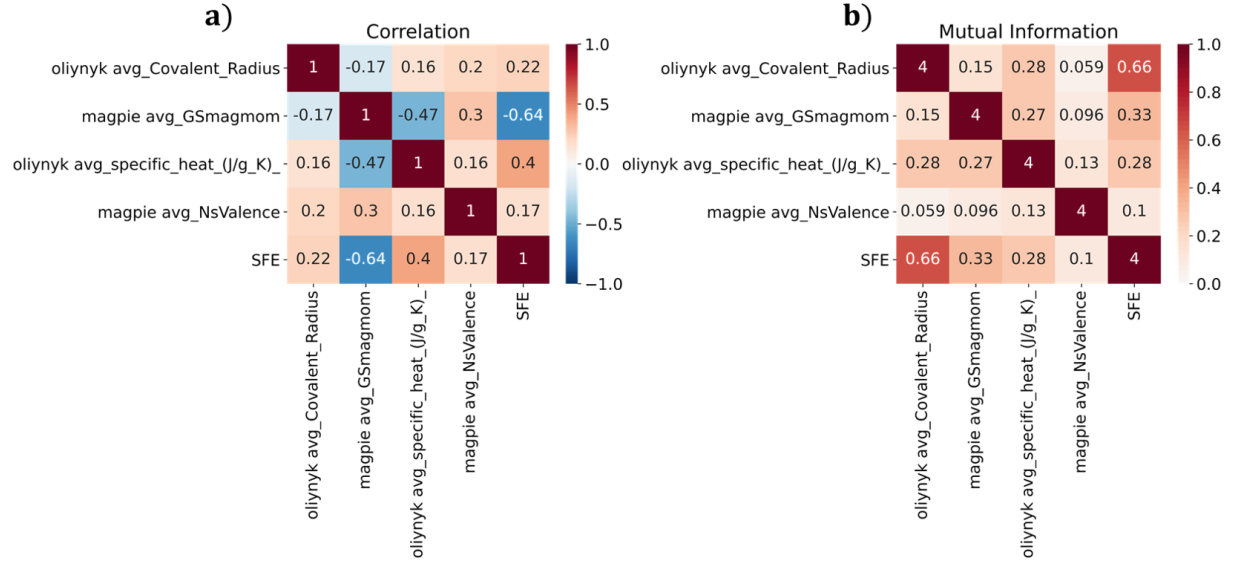 a)
Correlation
oliynyk avg_Covalent_Radius 1 -0.17 0.16 0.2 0.22
magpie avg_GSmagmom -0.17 1 -0.47 0.3 -0.64
oliynyk avg_specific_heat_(J/g_K)_ 0.16 -0.47 1 0.16 0.4
magpie avg_NsValence 0.2 0.3 0.16 1 0.17
SFE 0.22 -0.64 0.4 0.17 1
oliynyk avg_Covalent_Radius
magpie avg_GSmagmom
oliynyk avg_specific_heat_(J/g_K)_
magpie avg_NsValence
SFE
1.0
0.5
0.0
−0.5
−1.0
b)
Mutual Information
oliynyk avg_Covalent_Radius 4 0.15 0.28 0.059 0.66
magpie avg_GSmagmom 0.15 4 0.27 0.096 0.33
oliynyk avg_specific_heat_(J/g_K)_ 0.28 0.27 4 0.13 0.28
magpie avg_NsValence 0.059 0.096 0.13 4 0.1
SFE 0.66 0.33 0.28 0.1 4
oliynyk avg_Covalent_Radius
magpie avg_GSmagmom
oliynyk avg_specific_heat_(J/g_K)_
magpie avg_NsValence
SFE
1.0
0.8
0.6
0.4
0.2
0.0